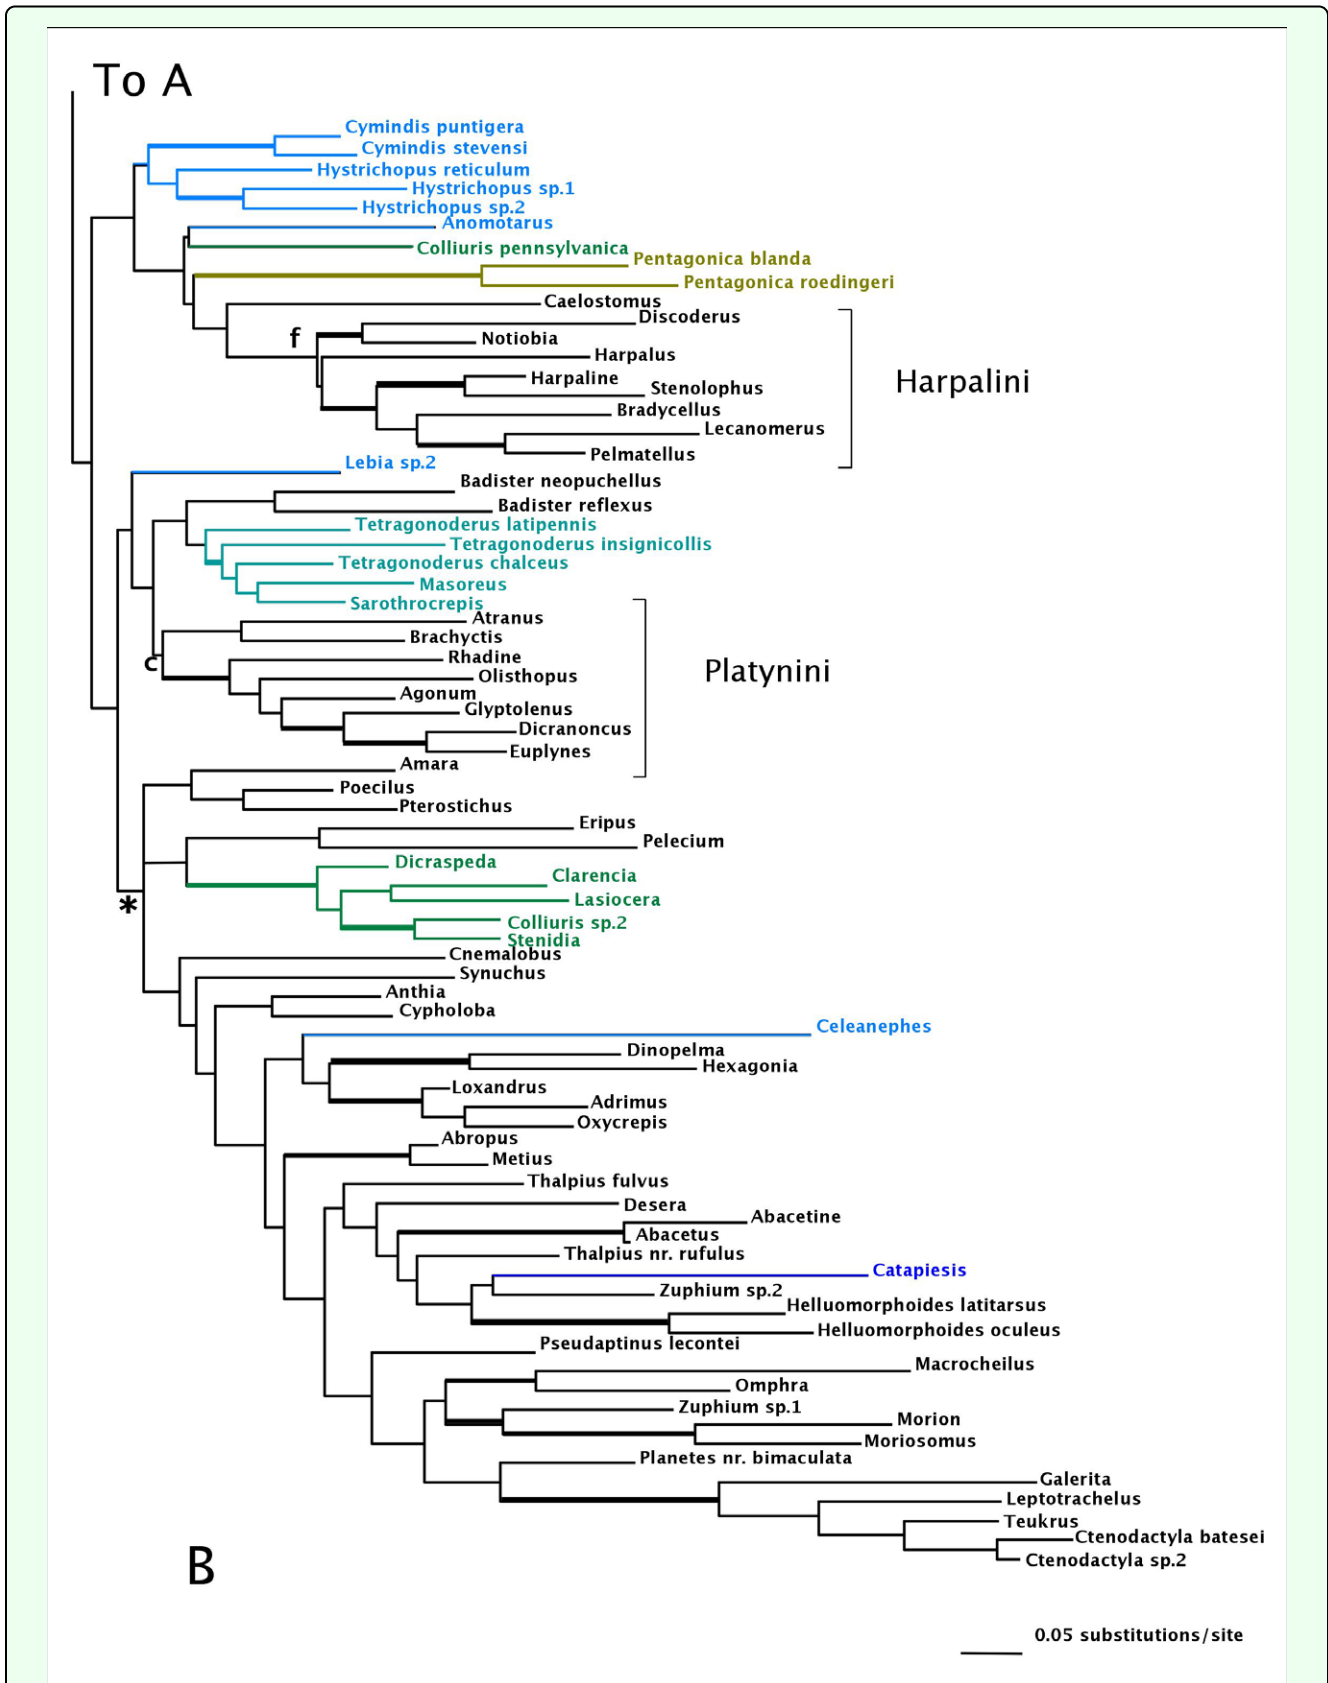 To A
Cymindis puntigera
Cymindis stevensi
Hystrichopus reticulum
Hystrichopus sp.1
Hystrichopus sp.2
Anomotarus
Colliuris pennsylvanica
Pentagonica blanda
Pentagonica roedingeri
Caelostomus
Discoderus
f
Notiobia
Harpalus
Harpaline
Harpalini
Stenolophus
Bradycellus
Lecanomerus
Pelmatellus
Lebia sp.2
Badister neopuchellus
Badister reflexus
Tetragonoderus latipennis
Tetragonoderus insignicollis
Tetragonoderus chalceus
Masoreus
Sarothrocrepis
Atranus
Brachyctis
c
Rhadine
Platynini
Olisthopus
Agonum
Glyptolenus
Dicranoncus
Euplynes
Amara
Poecilus
Pterostichus
Eripus
Pelecium
Dicraspeda
Clarencia
Lasiocera
*
Colliuris sp.2
Stenidia
Cnemalobus
Synuchus
Anthia
Cypholoba
Celeanephes
Dinopelma
Hexagonia
Loxandrus
Adrimus
Oxycrepis
Abropus
Metius
Thalpius fulvus
Desera
Abacetine
Abacetus
Thalpius nr. rufulus
Catapiesis
Zuphium sp.2
Helluomorphoides latitarsus
Helluomorphoides oculeus
Pseudaptinus lecontei
Macrocheilus
Omphra
Zuphium sp.1
Morion
Moriosomus
Planetes nr. bimaculata
Galerita
Leptotrachelus
Teukrus
Ctenodactyla batesei
Ctenodactyla sp.2
B
0.05 substitutions/site